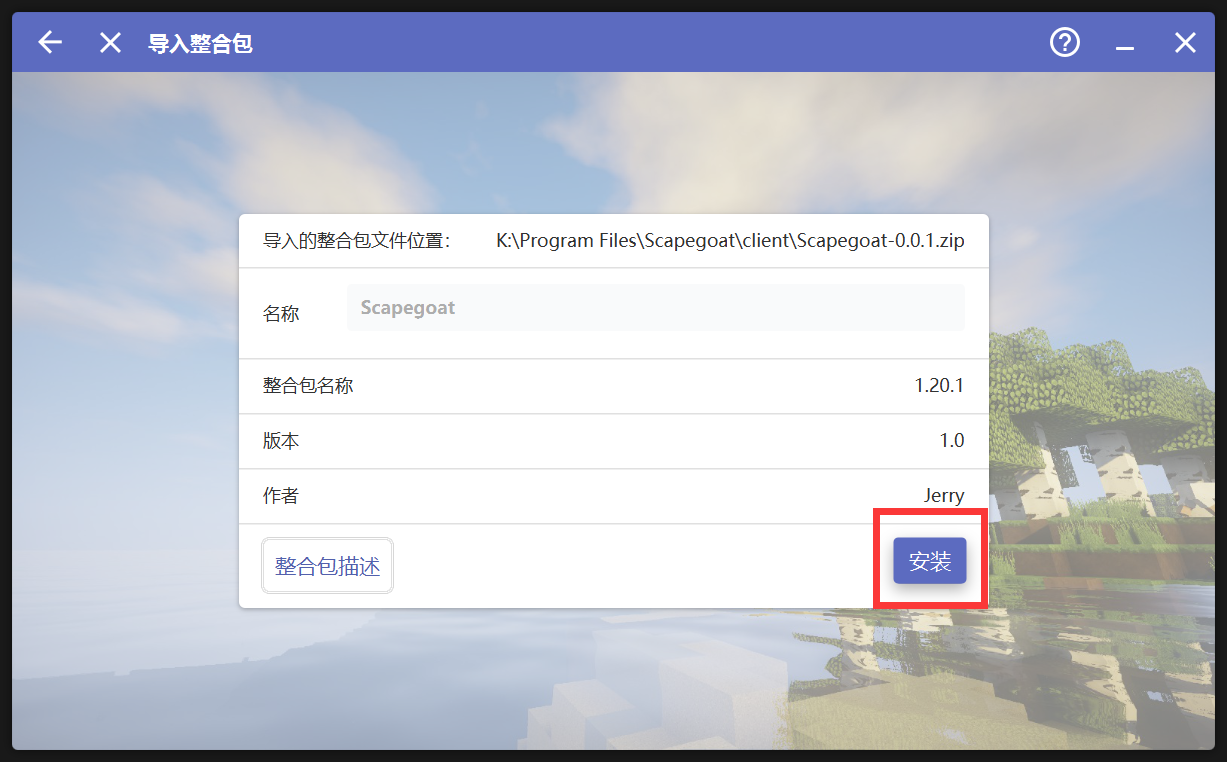 导入整合包
导入的整合包文件位置： K:\Program Files\Scapegoat\client\Scapegoat-0.0.1.zip
名称 Scapegoat
整合包名称 1.20.1
版本 1.0
作者 Jerry
整合包描述 安装